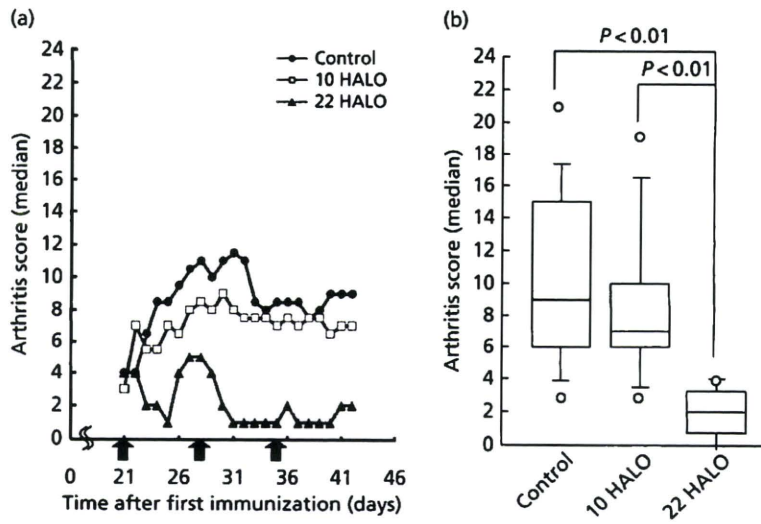 (a)
Control
10 HALO
22 HALO
Arthritis score (median)
24
22
20
18
16
14
12
10
8
6
4
2
0
0 21 26 31 36 41 46
Time after first immunization (days)
(b)
P < 0.01
P < 0.01
Arthritis score (median)
24
22
20
18
16
14
12
10
8
6
4
2
0
Control
10 HALO
22 HALO